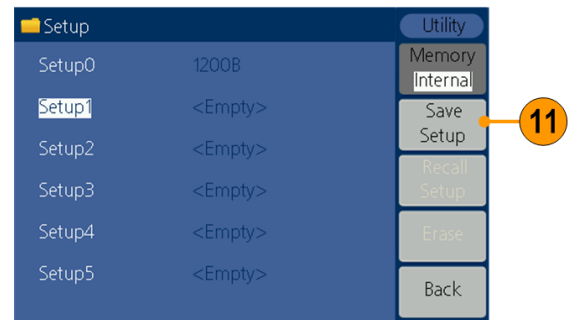 Setup
Utility
Setup0 1200B
Setup1 <Empty>
Setup2 <Empty>
Setup3 <Empty>
Setup4 <Empty>
Setup5 <Empty>
Memory
Internal
Save
Setup
Recall
Setup
Erase
Back
11